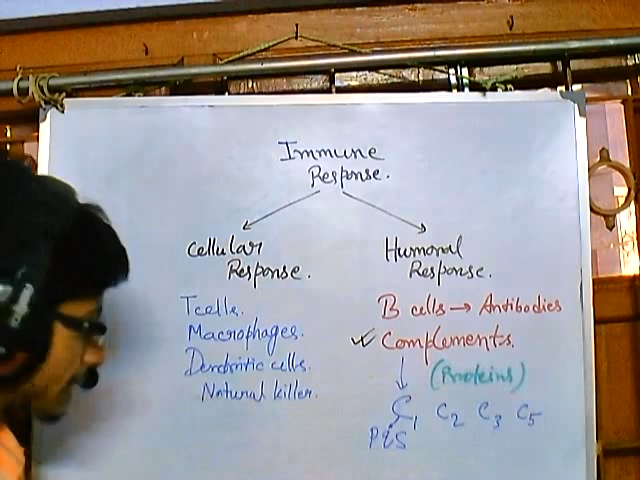 Immune
Response.
Cellular
Response.
Tcells.
Macrophages.
Dendritic cells.
Natural killer.
Humoral
Response.
B cells → Antibodies
✓ Complements.
(Proteins)
C₁ C₂ C₃ C₅